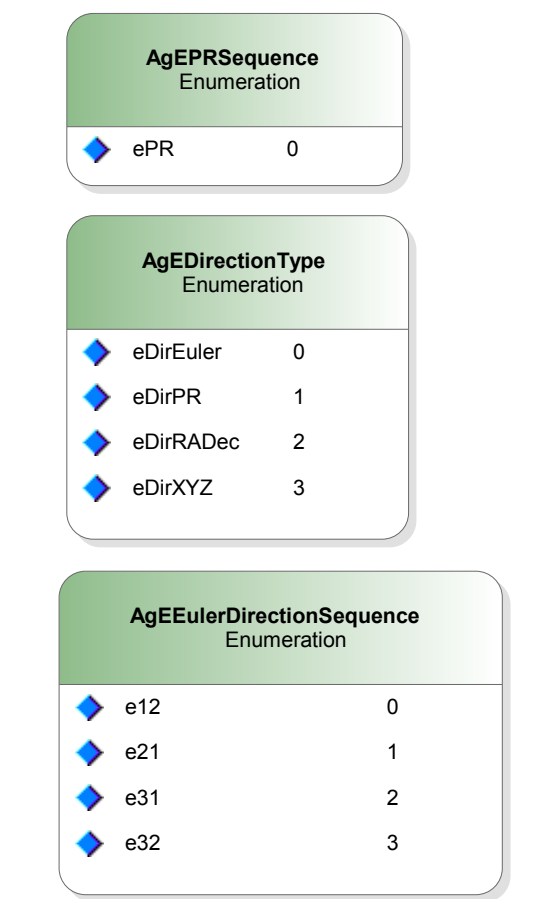 AgEPRSequence
Enumeration
ePR 0
AgEDirectionType
Enumeration
eDirEuler 0
eDirPR 1
eDirRADec 2
eDirXYZ 3
AgEEulerDirectionSequence
Enumeration
e12 0
e21 1
e31 2
e32 3